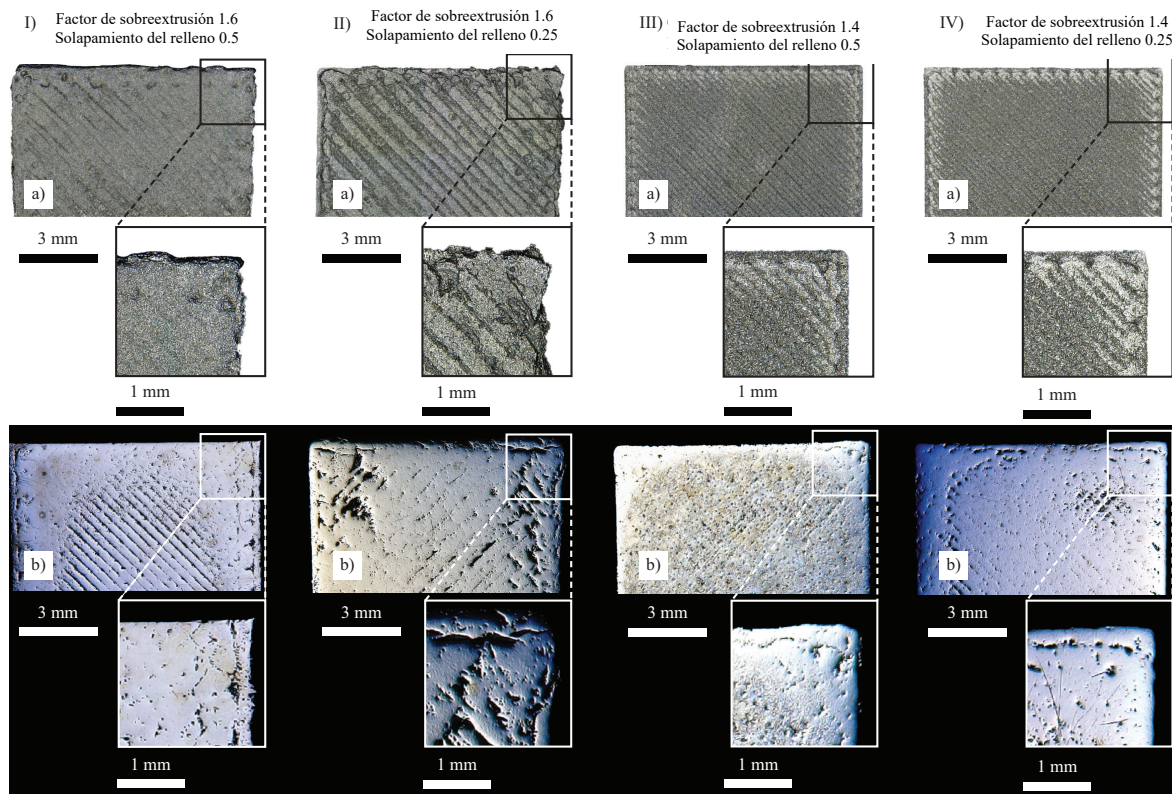 I)
Factor de sobreextrusión 1.6
Solapamiento del relleno 0.5
II)
Factor de sobreextrusión 1.6
Solapamiento del relleno 0.25
III)
Factor de sobreextrusión 1.4
Solapamiento del relleno 0.5
IV)
Factor de sobreextrusión 1.4
Solapamiento del relleno 0.25
a)
a)
a)
a)
3 mm
3 mm
3 mm
3 mm
1 mm
1 mm
1 mm
1 mm
b)
b)
b)
b)
3 mm
3 mm
3 mm
3 mm
1 mm
1 mm
1 mm
1 mm